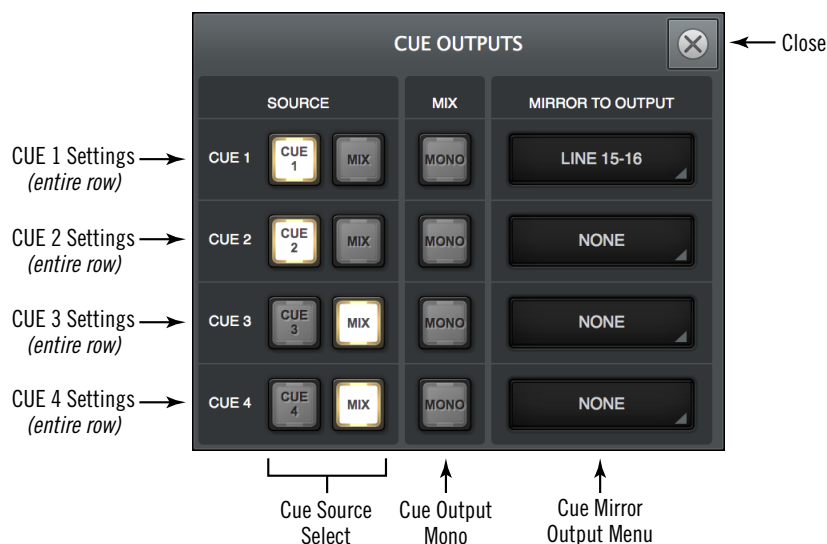 CUE OUTPUTS
Close
SOURCE MIX MIRROR TO OUTPUT
CUE 1 Settings
(entire row)
CUE 1
CUE
1
MIX
MONO
LINE 15-16
CUE 2 Settings
(entire row)
CUE 2
CUE
2
MIX
MONO
NONE
CUE 3 Settings
(entire row)
CUE 3
CUE
3
MIX
MONO
NONE
CUE 4 Settings
(entire row)
CUE 4
CUE
4
MIX
MONO
NONE
Cue Source
Select
Cue Output
Mono
Cue Mirror
Output Menu